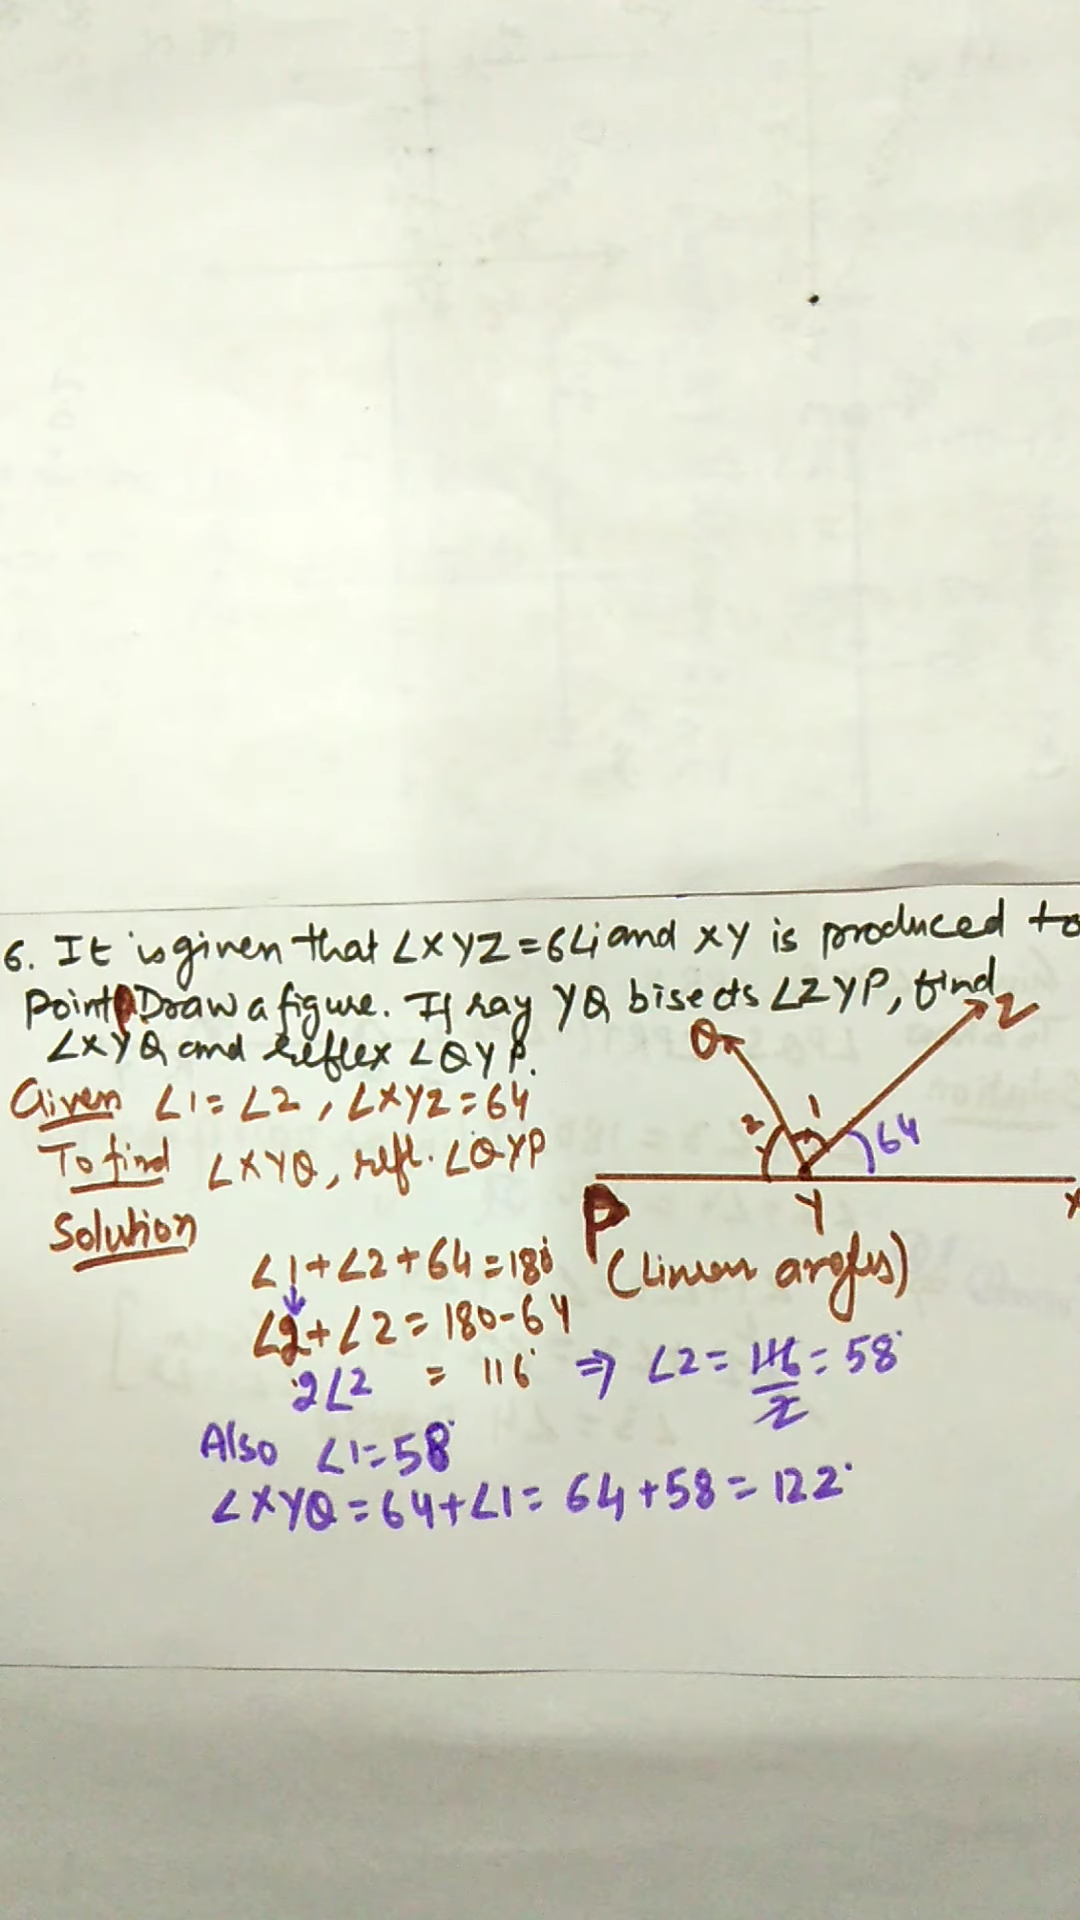 6. It is given that ∠XYZ=64° and XY is produced to
point P Draw a figure. If ray YQ bisects ∠ZYP, find
∠XYQ and reflex ∠QYP.
Given ∠1=∠2, ∠XYZ=64
To find ∠XYQ, refl. ∠QYP
Solution
Q Z
2 1 64
P Y X
∠1+∠2+64=180° (Linear angles)
∠2+∠2=180-64
2∠2 = 116° ⇒ ∠2=116/2=58°
Also ∠1=58°
∠XYQ=64+∠1=64+58=122°